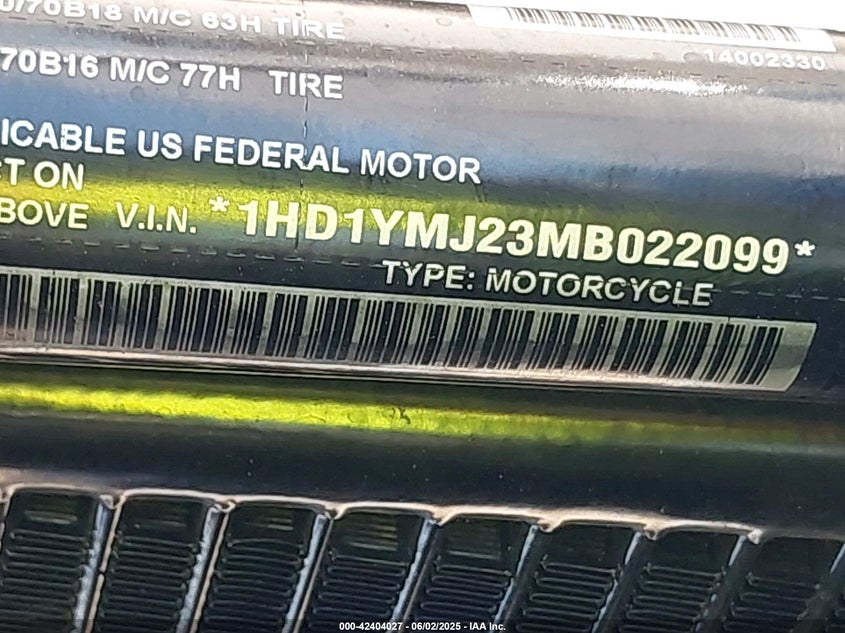 0/70B18 M/C 63H TIRE
14002330
70B16 M/C 77H TIRE
ICABLE US FEDERAL MOTOR
T ON
BOVE V.I.N. *1HD1YMJ23MB022099*
TYPE: MOTORCYCLE
000-42404027 - 06/02/2025 - IAA Inc.